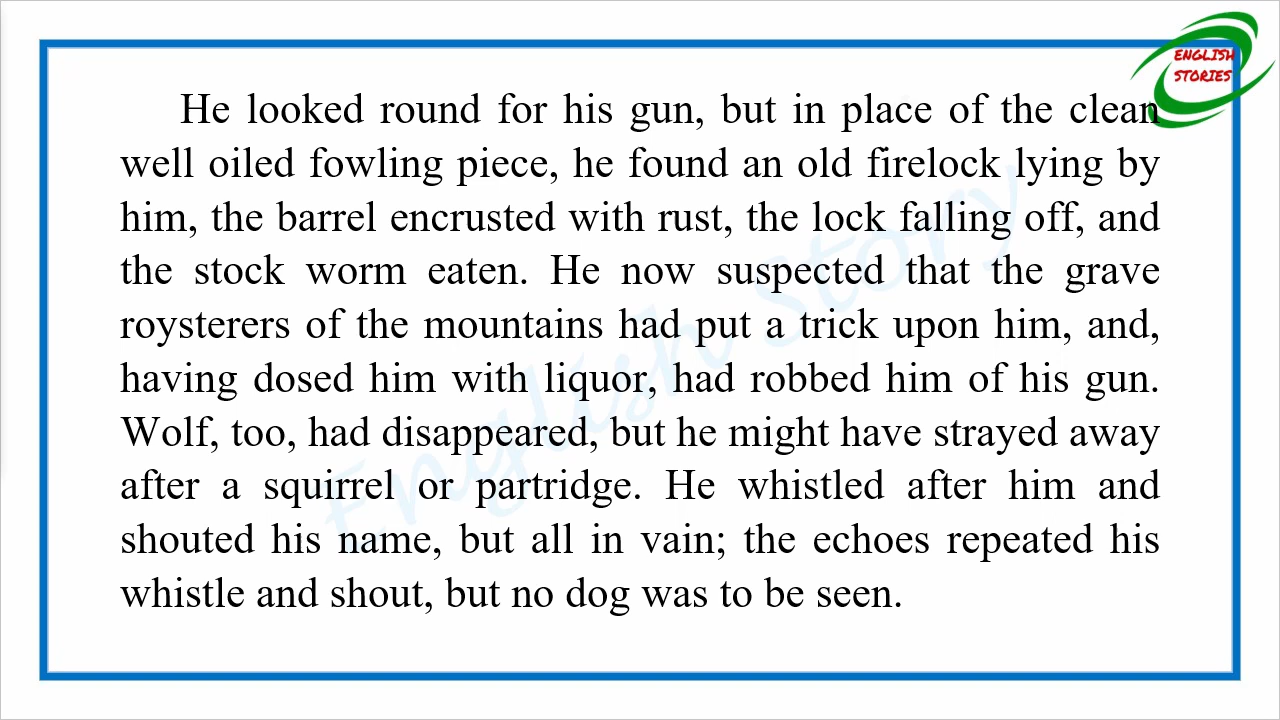 ENGLISH
STORIES
He looked round for his gun, but in place of the clean
well oiled fowling piece, he found an old firelock lying by
him, the barrel encrusted with rust, the lock falling off, and
the stock worm eaten. He now suspected that the grave
roysterers of the mountains had put a trick upon him, and,
having dosed him with liquor, had robbed him of his gun.
Wolf, too, had disappeared, but he might have strayed away
after a squirrel or partridge. He whistled after him and
shouted his name, but all in vain; the echoes repeated his
whistle and shout, but no dog was to be seen.
English Story